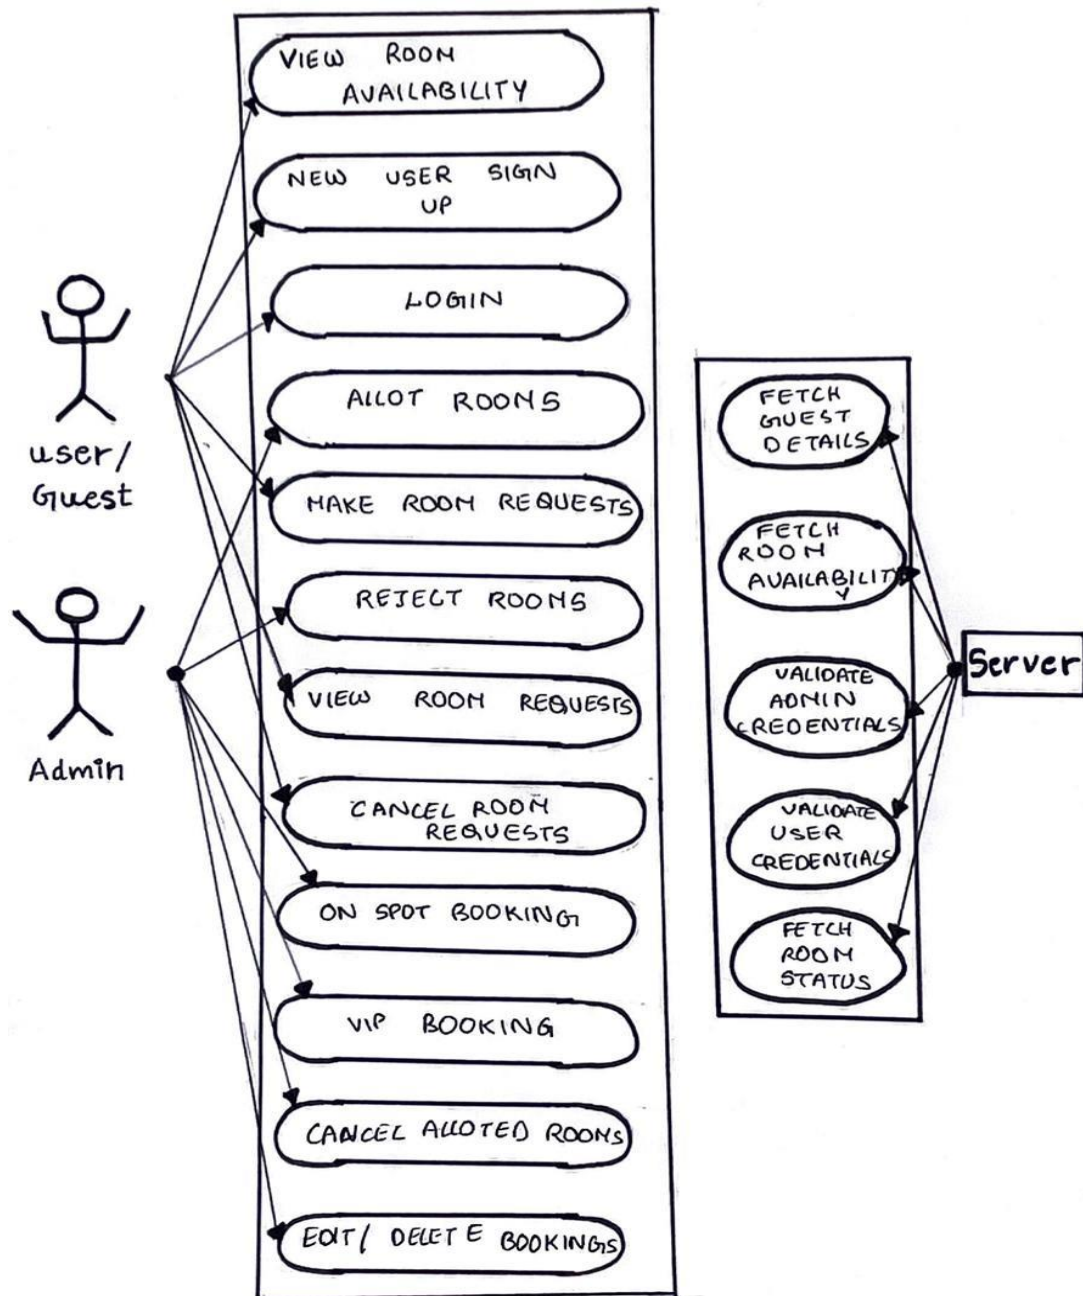 VIEW ROOM
AVAILABILITY
NEW USER SIGN
UP
LOGIN
ALLOT ROOMS
MAKE ROOM REQUESTS
REJECT ROOMS
VIEW ROOM REQUESTS
CANCEL ROOM
REQUESTS
ON SPOT BOOKING
VIP BOOKING
CANCEL ALLOTED ROOMS
EDIT/ DELETE BOOKINGS
user/
Guest
Admin
FETCH
GUEST
DETAILS
FETCH
ROOM
AVAILABILIT
Y
VALIDATE
ADMIN
CREDENTIALS
VALIDATE
USER
CREDENTIALS
FETCH
ROOM
STATUS
Server